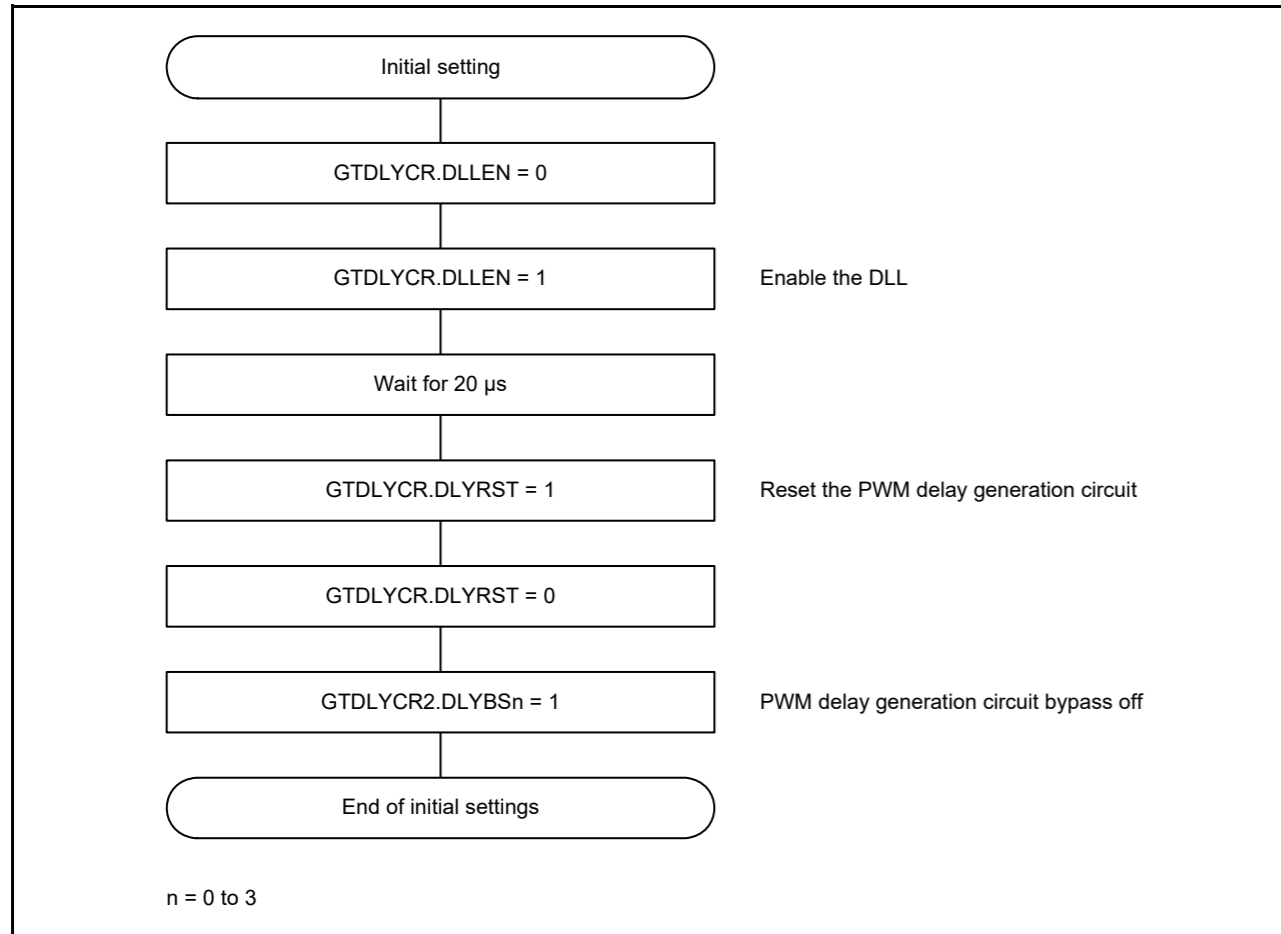 Initial setting
GTDLYCR.DLLEN = 0
GTDLYCR.DLLEN = 1
Enable the DLL
Wait for 20 µs
GTDLYCR.DLYRST = 1
Reset the PWM delay generation circuit
GTDLYCR.DLYRST = 0
GTDLYCR2.DLYBSn = 1
PWM delay generation circuit bypass off
End of initial settings
n = 0 to 3